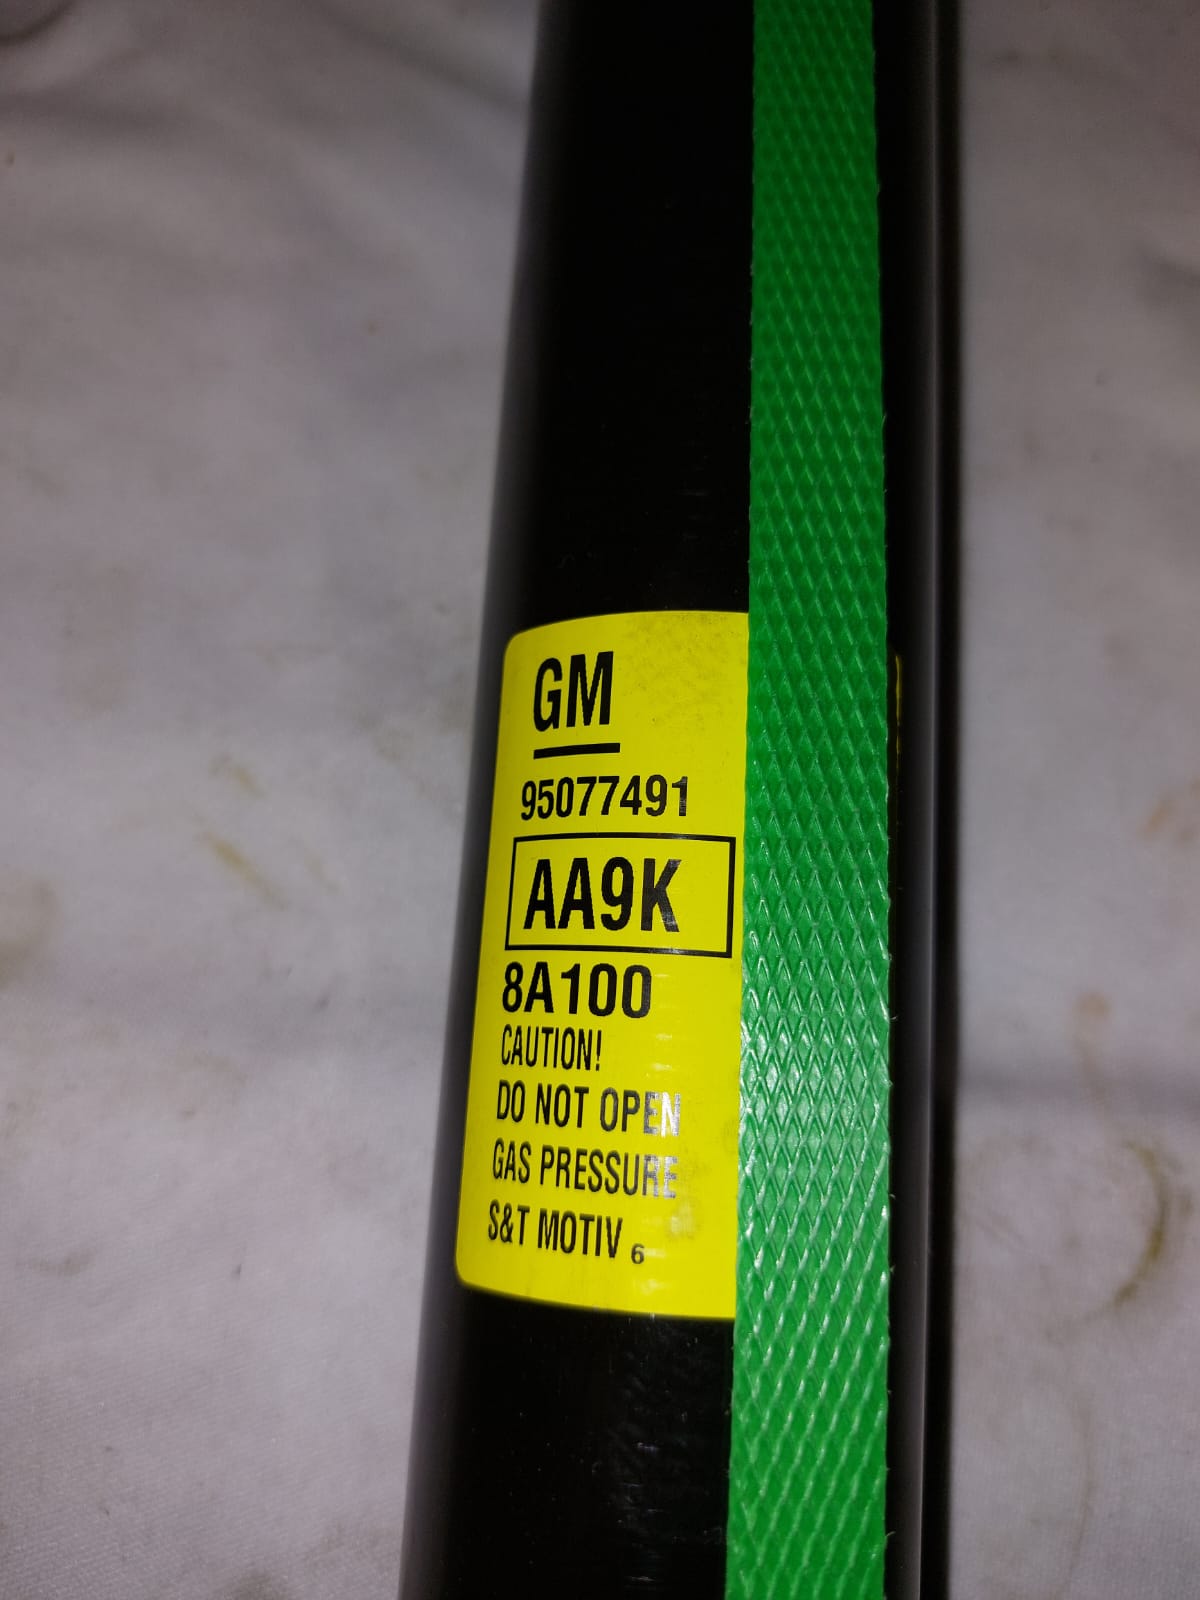 GM
95077491
AA9K
8A100
CAUTION!
DO NOT OPEN
GAS PRESSURE
S&T MOTIV 6